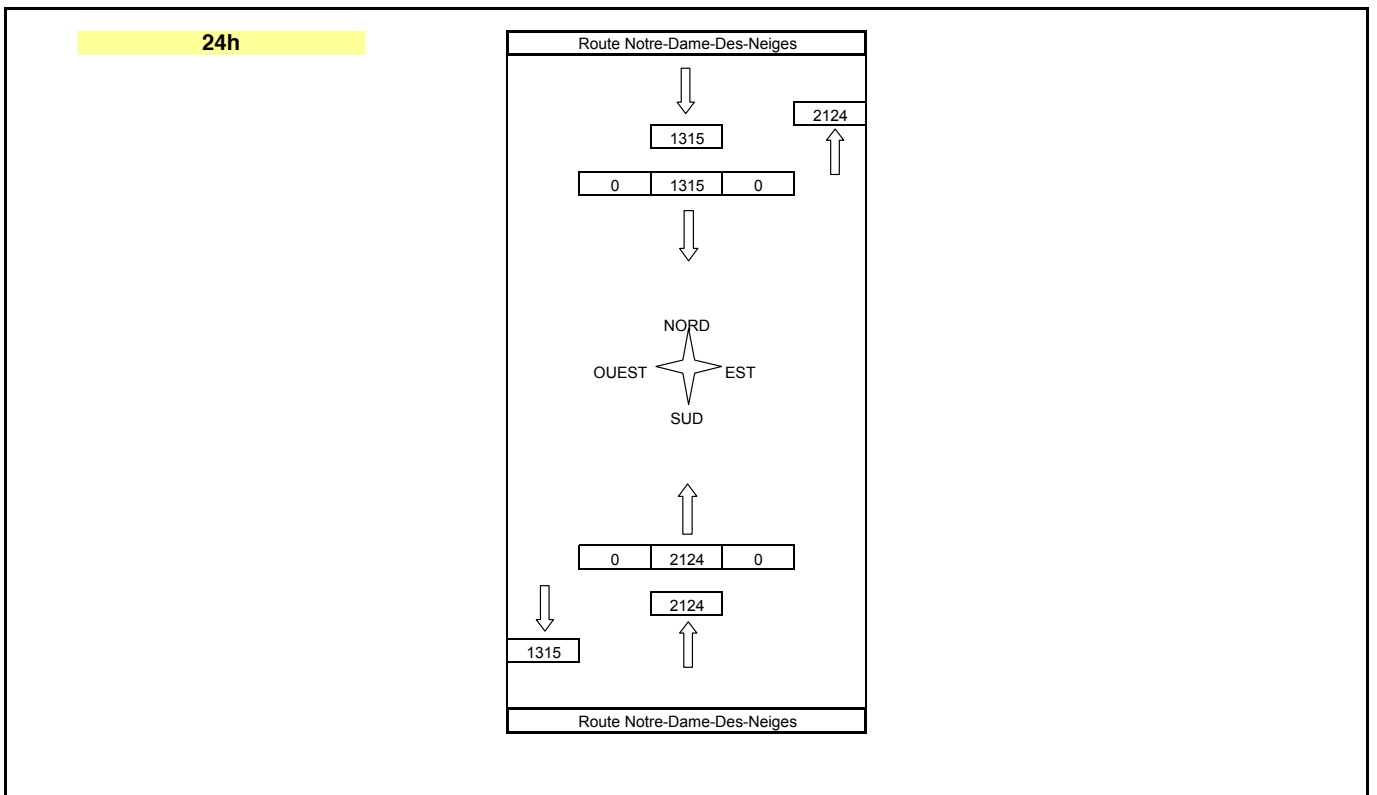 24h
Route Notre-Dame-Des-Neiges
2124
1315
0 1315 0
NORD
OUEST EST
SUD
0 2124 0
2124
1315
Route Notre-Dame-Des-Neiges